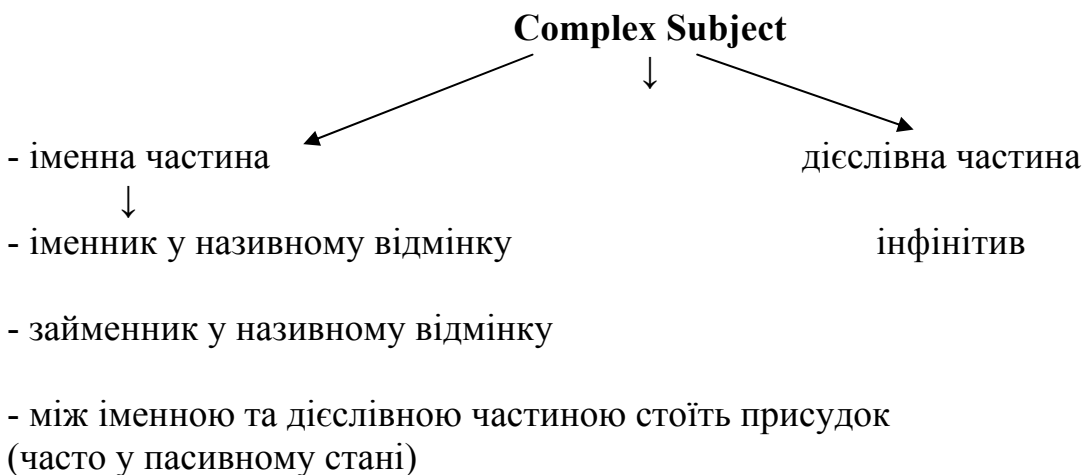 Complex Subject
↓
- іменна частина дієслівна частина
↓
- іменник у називному відмінку інфінітив
- займенник у називному відмінку
- між іменною та дієслівною частиною стоїть присудок
(часто у пасивному стані)